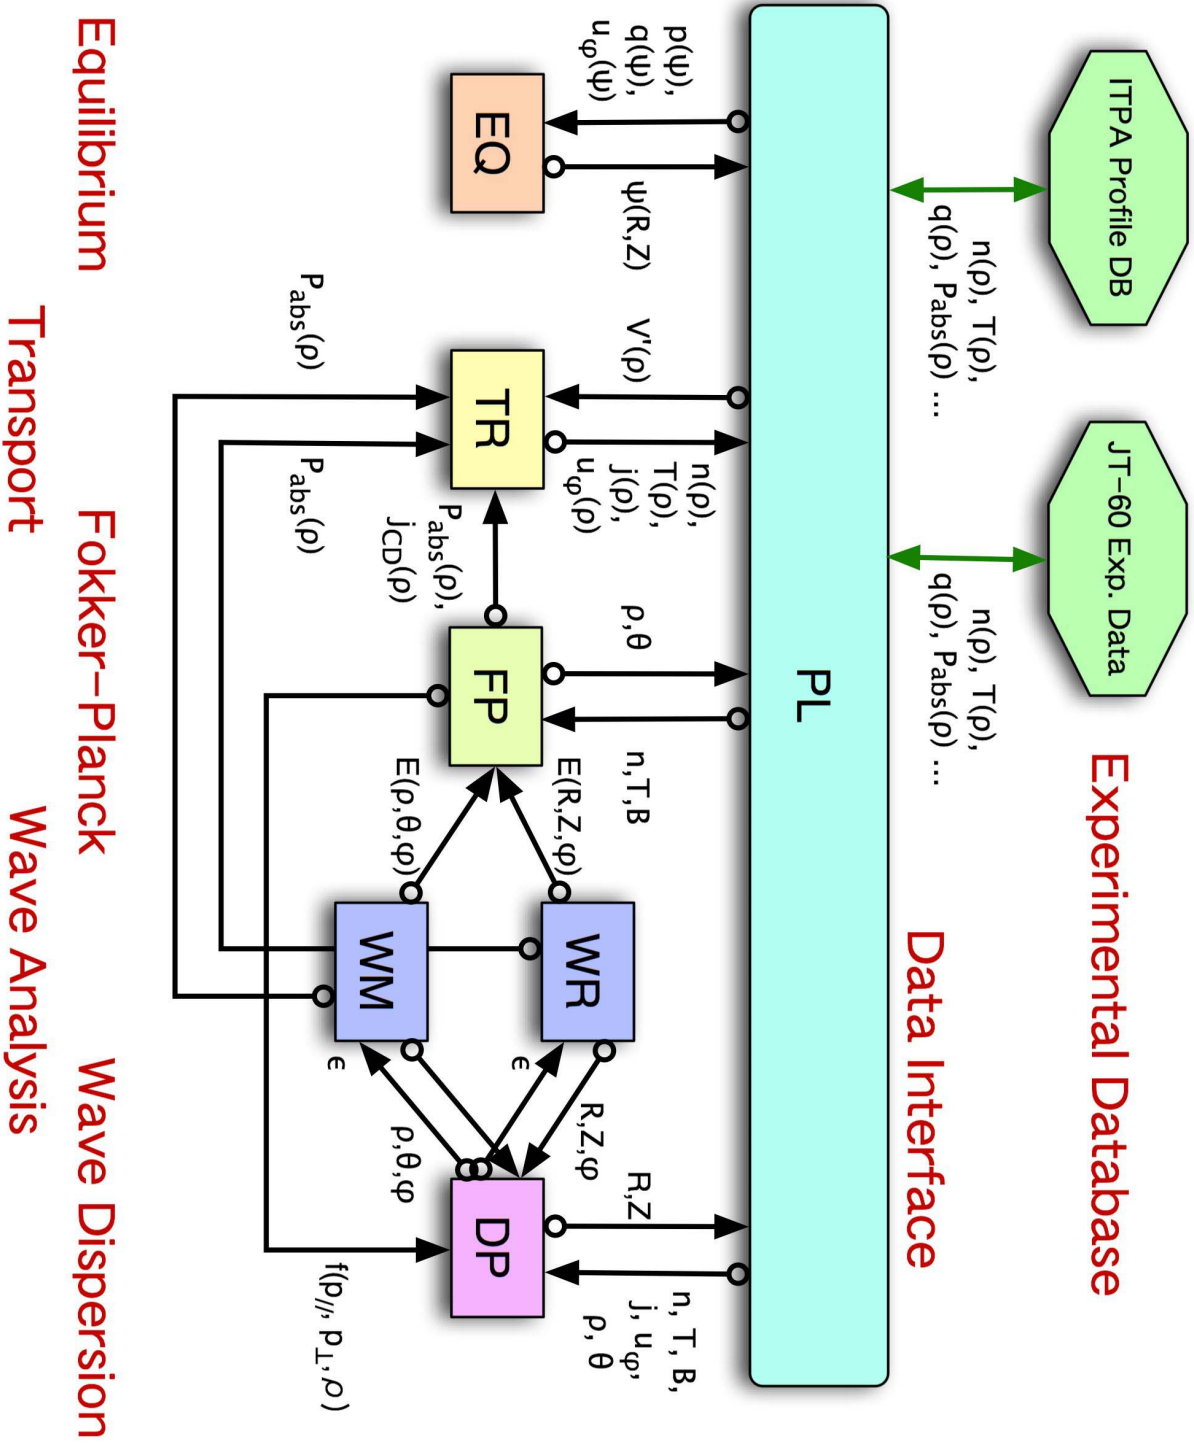 ITPA Profile DB
JT-60 Exp. Data
Experimental Database
n(ρ), T(ρ),
q(ρ), Pabs(ρ) ...
n(ρ), T(ρ),
q(ρ), Pabs(ρ) ...
Data Interface
PL
p(ψ),
q(ψ),
uφ(ψ)
ψ(R,Z)
V'(ρ)
n(ρ),
T(ρ),
j(ρ),
uφ(ρ)
ρ,θ
n,T,B
R,Z
n, T, B,
j, uφ,
ρ, θ
EQ
TR
Pabs(ρ),
jCD(ρ)
FP
E(R,Z,φ)
E(ρ,θ,φ)
WR
WM
R,Z,φ
ϵ
ϵ
ρ,θ,φ
DP
Pabs(ρ)
Pabs(ρ)
f(p//, p⊥, ρ)
Equilibrium
Fokker-Planck
Wave Dispersion
Transport
Wave Analysis